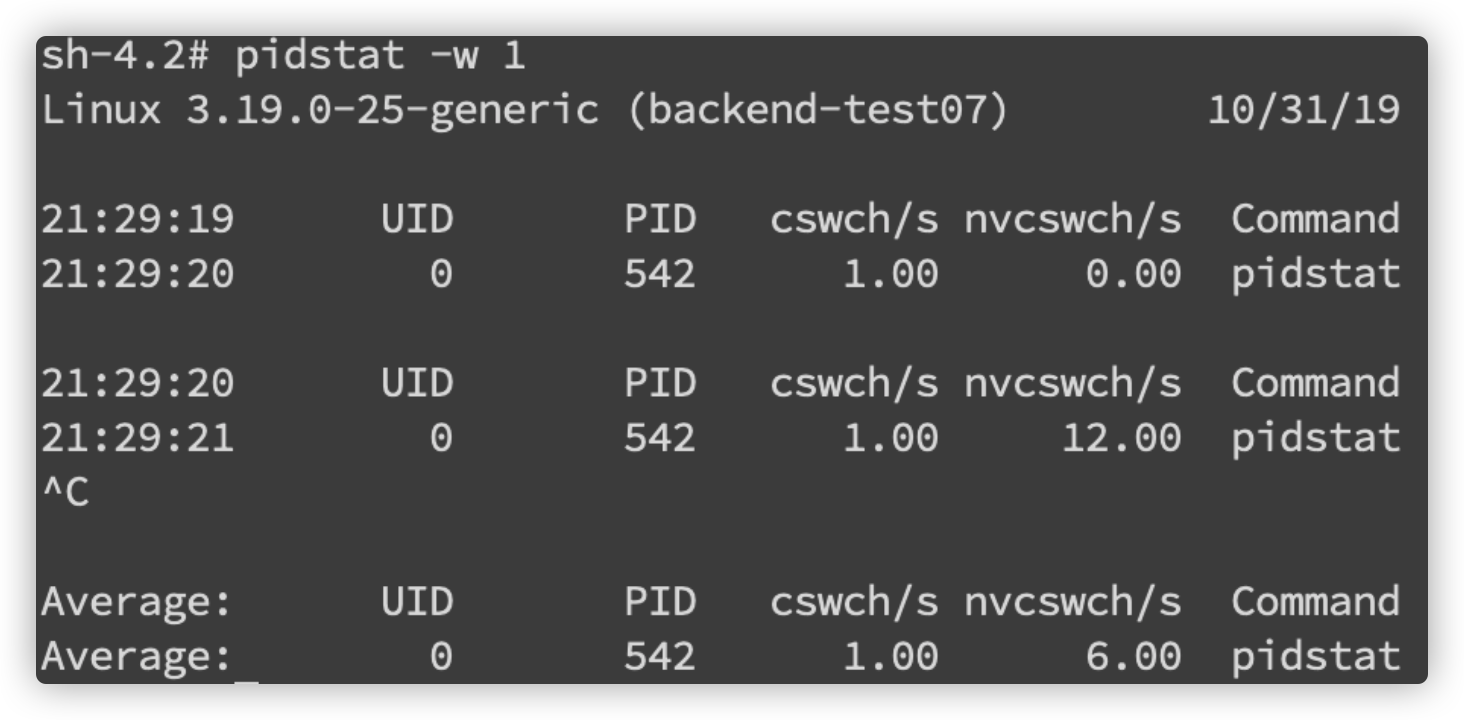 sh-4.2# pidstat -w 1
Linux 3.19.0-25-generic (backend-test07) 10/31/19
21:29:19 UID PID cswch/s nvcswch/s Command
21:29:20 0 542 1.00 0.00 pidstat
21:29:20 UID PID cswch/s nvcswch/s Command
21:29:21 0 542 1.00 12.00 pidstat
^C
Average: UID PID cswch/s nvcswch/s Command
Average: 0 542 1.00 6.00 pidstat